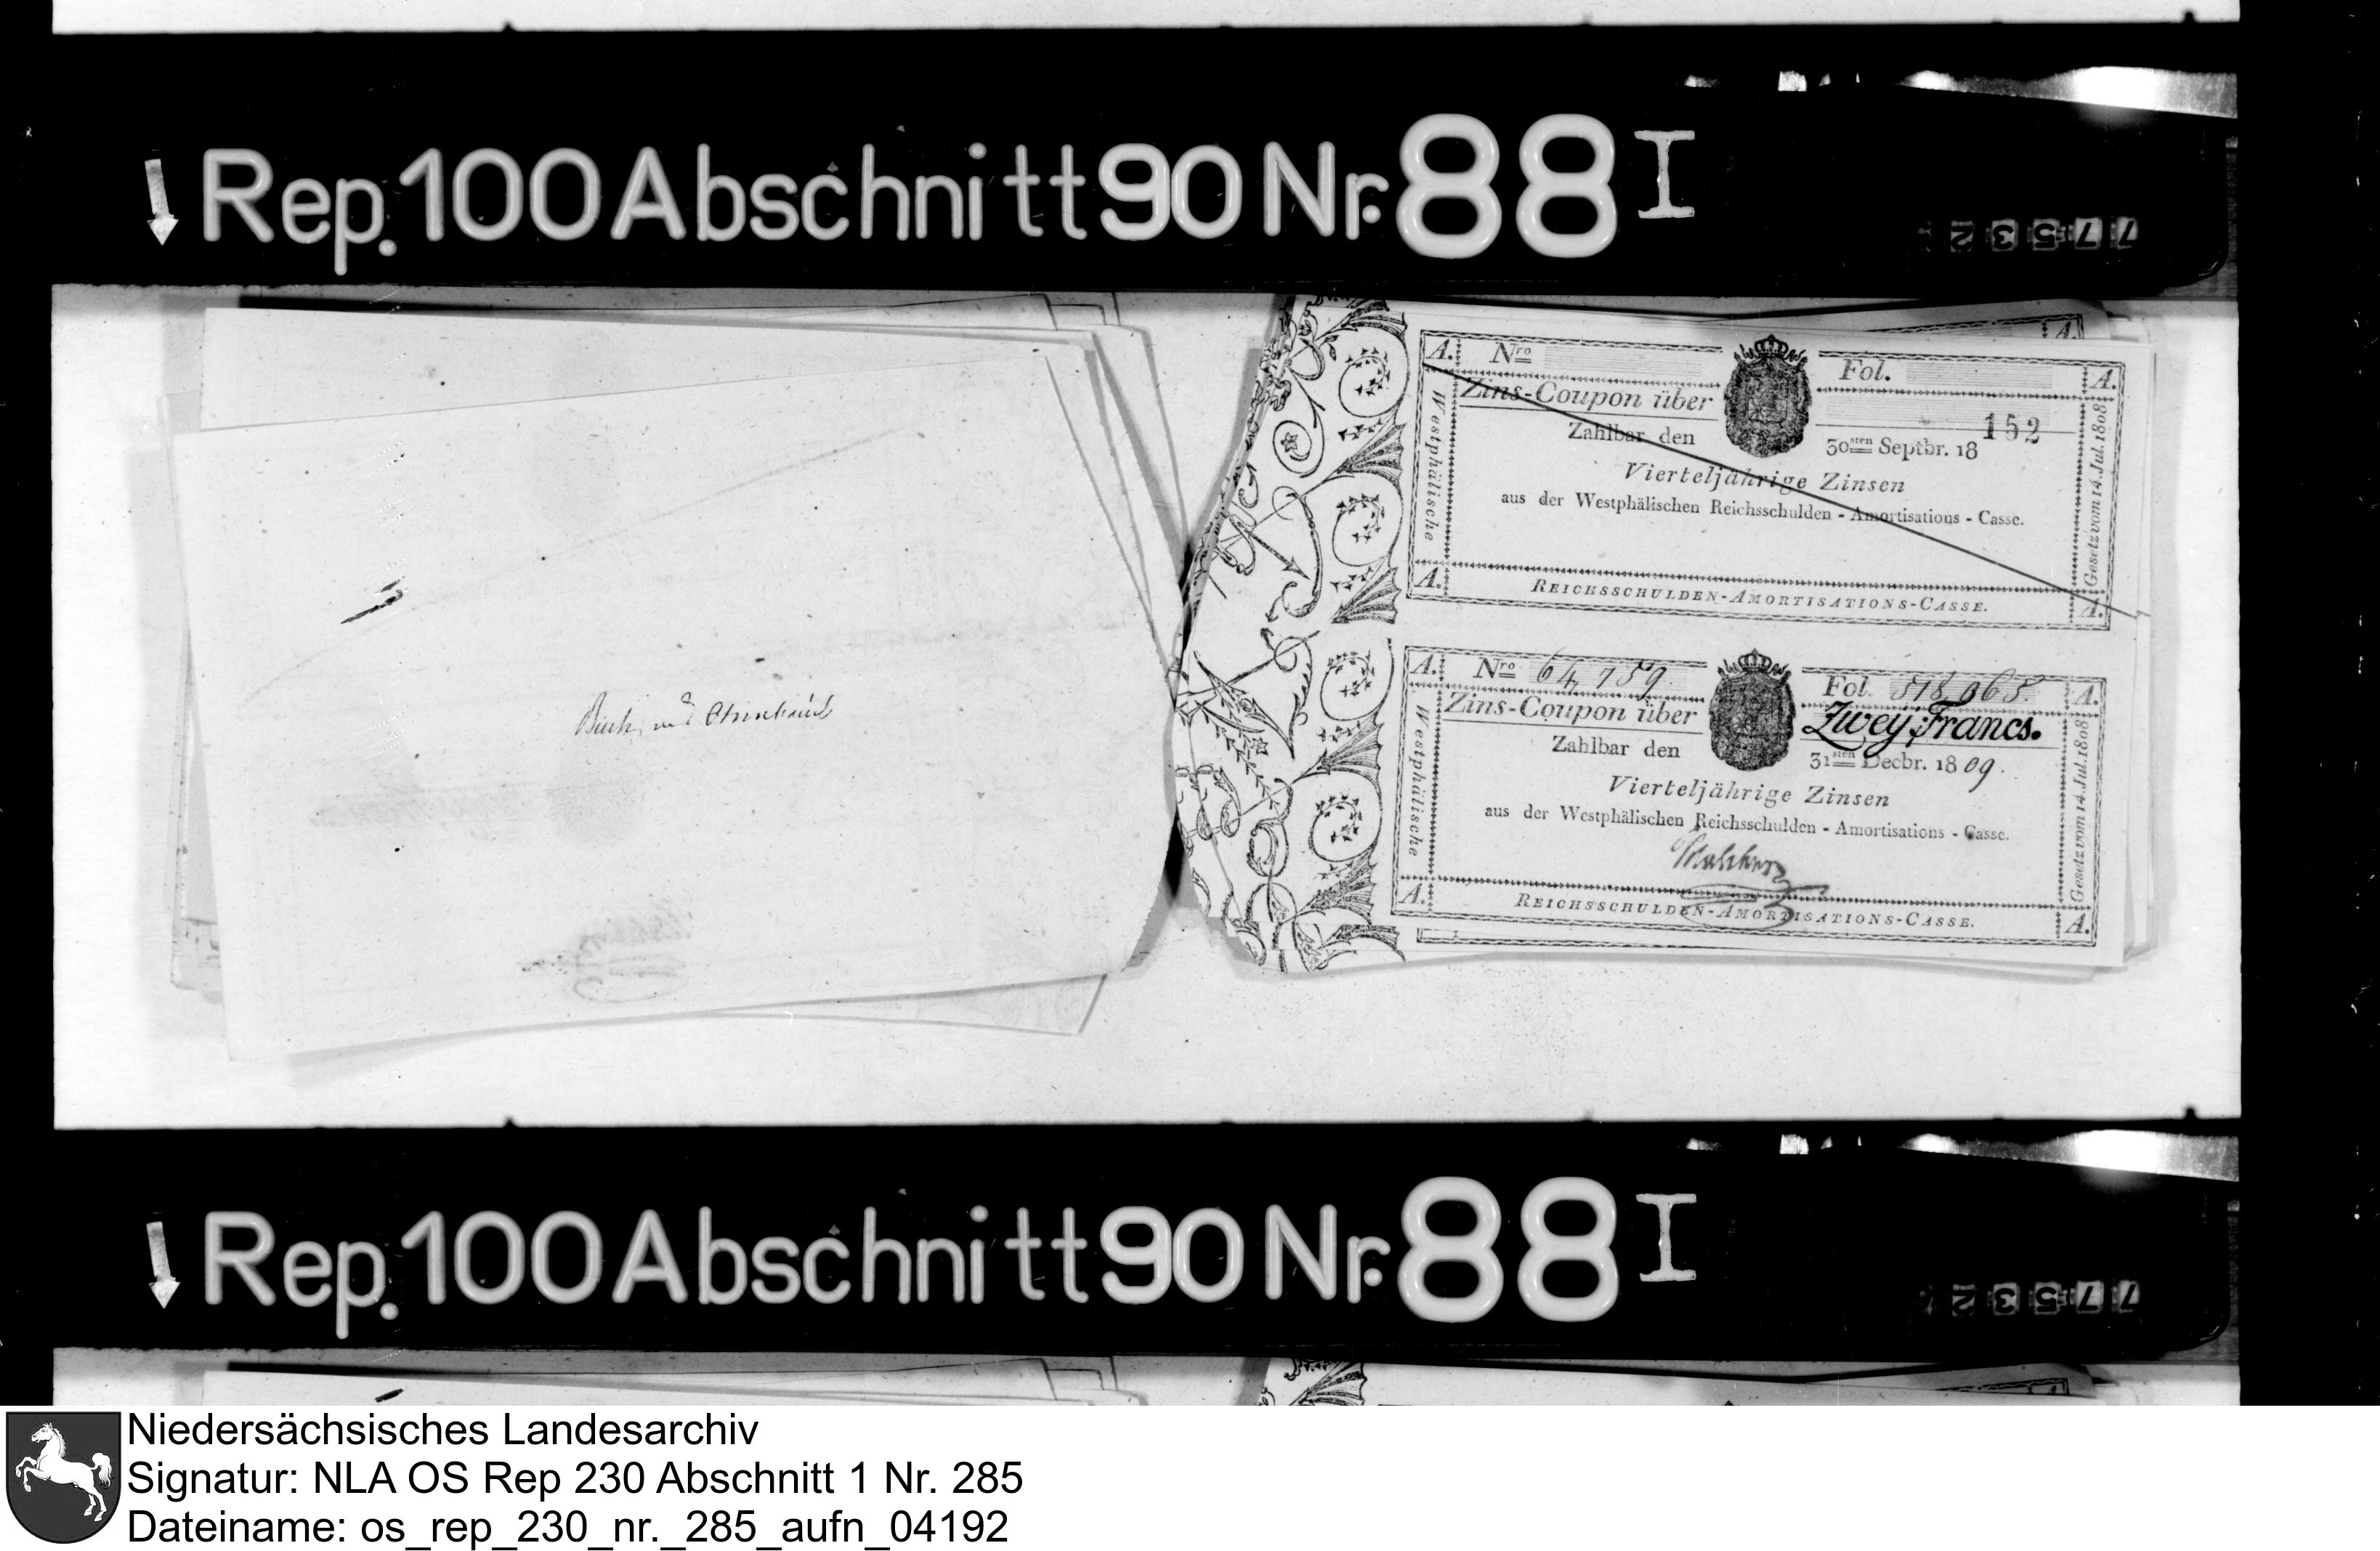 Rep. 100 Abschnitt 90 Nr. 88 I
77532
A. Nro Fol. A.
Zins-Coupon über
152
Zahlbar den 30sten Septbr. 18
Vierteljährige Zinsen
aus der Westphälischen Reichsschulden - Amortisations - Casse.
Westphälische
Gesetz vom 14. Jul. 1808
A. REICHSSCHULDEN-AMORTISATIONS-CASSE. A.
A. Nro 64,159. Fol. 518,065. A.
Zins-Coupon über Zwey Francs.
Zahlbar den 31sten Decbr. 1809.
Vierteljährige Zinsen
aus der Westphälischen Reichsschulden - Amortisations - Casse.
Westphälische
Gesetz vom 14. Jul. 1808
A. REICHSSCHULDEN-AMORTISATIONS-CASSE. A.
und
Rep. 100 Abschnitt 90 Nr. 88 I
77532
Niedersächsisches Landesarchiv
Signatur: NLA OS Rep 230 Abschnitt 1 Nr. 285
Dateiname: os_rep_230_nr._285_aufn_04192